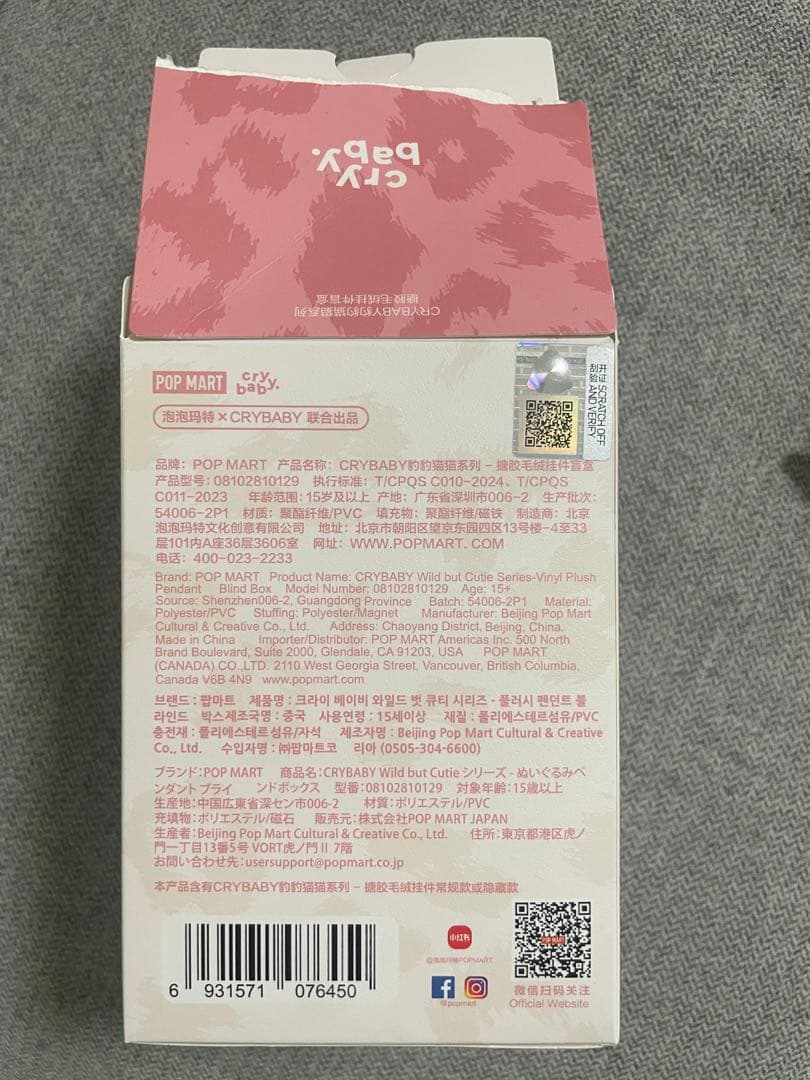 cry
baby.
CRYBABY豹豹猫猫系列
搪胶毛绒挂件盲盒
POP MART cry
baby.
泡泡玛特×CRYBABY 联合出品
开证 SCRATCH OFF
刮验 AND VERIFY
品牌：POP MART 产品名称：CRYBABY豹豹猫猫系列 – 搪胶毛绒挂件盲盒
产品型号：08102810129 执行标准：T/CPQS C010-2024、T/CPQS
C011-2023 年龄范围：15岁及以上 产地：广东省深圳市006-2 生产批次：
54006-2P1 材质：聚酯纤维/PVC 填充物：聚酯纤维/磁铁 制造商：北京
泡泡玛特文化创意有限公司 地址：北京市朝阳区望京东园四区13号楼-4至33
层101内A座36层3606室 网址：WWW.POPMART. COM
电话：400-023-2233
Brand: POP MART Product Name: CRYBABY Wild but Cutie Series-Vinyl Plush
Pendant Blind Box Model Number: 08102810129 Age: 15+
Source: Shenzhen006-2, Guangdong Province Batch: 54006-2P1 Material:
Polyester/PVC Stuffing: Polyester/Magnet Manufacturer: Beijing Pop Mart
Cultural & Creative Co., Ltd. Address: Chaoyang District, Beijing, China.
Made in China Importer/Distributor: POP MART Americas Inc. 500 North
Brand Boulevard, Suite 2000, Glendale, CA 91203, USA POP MART
(CANADA) CO.,LTD. 2110 West Georgia Street, Vancouver, British Columbia,
Canada V6B 4N9 www.popmart.com
브랜드 : 팝마트 제품명 : 크라이 베이비 와일드 벗 큐티 시리즈 - 플러시 펜던트 블
라인드 박스제조국명 : 중국 사용연령 : 15세이상 재질 : 폴리에스테르섬유/PVC
충전재 : 폴리에스테르섬유/자석 제조자명 : Beijing Pop Mart Cultural & Creative
Co., Ltd. 수입자명 : ㈜팝마트코 리아 (0505-304-6600)
ブランド：POP MART 商品名：CRYBABY Wild but Cutie シリーズ - ぬいぐるみペ
ンダント ブライ ンドボックス 型番：08102810129 対象年齢：15歳以上
生産地：中国広東省深セン市006-2 材質：ポリエステル/PVC
充填物：ポリエステル/磁石 販売元：株式会社POP MART JAPAN
生産者：Beijing Pop Mart Cultural & Creative Co., Ltd. 住所：東京都港区虎ノ
門一丁目13番5号 VORT虎ノ門Ⅱ 7階
お問い合わせ先：usersupport@popmart.co.jp
本产品含有CRYBABY豹豹猫猫系列 – 搪胶毛绒挂件常规款或隐藏款
6 931571 076450
小红书
@泡泡玛特POPMART
@popmart
POP MART
微信扫码关注
Official Website